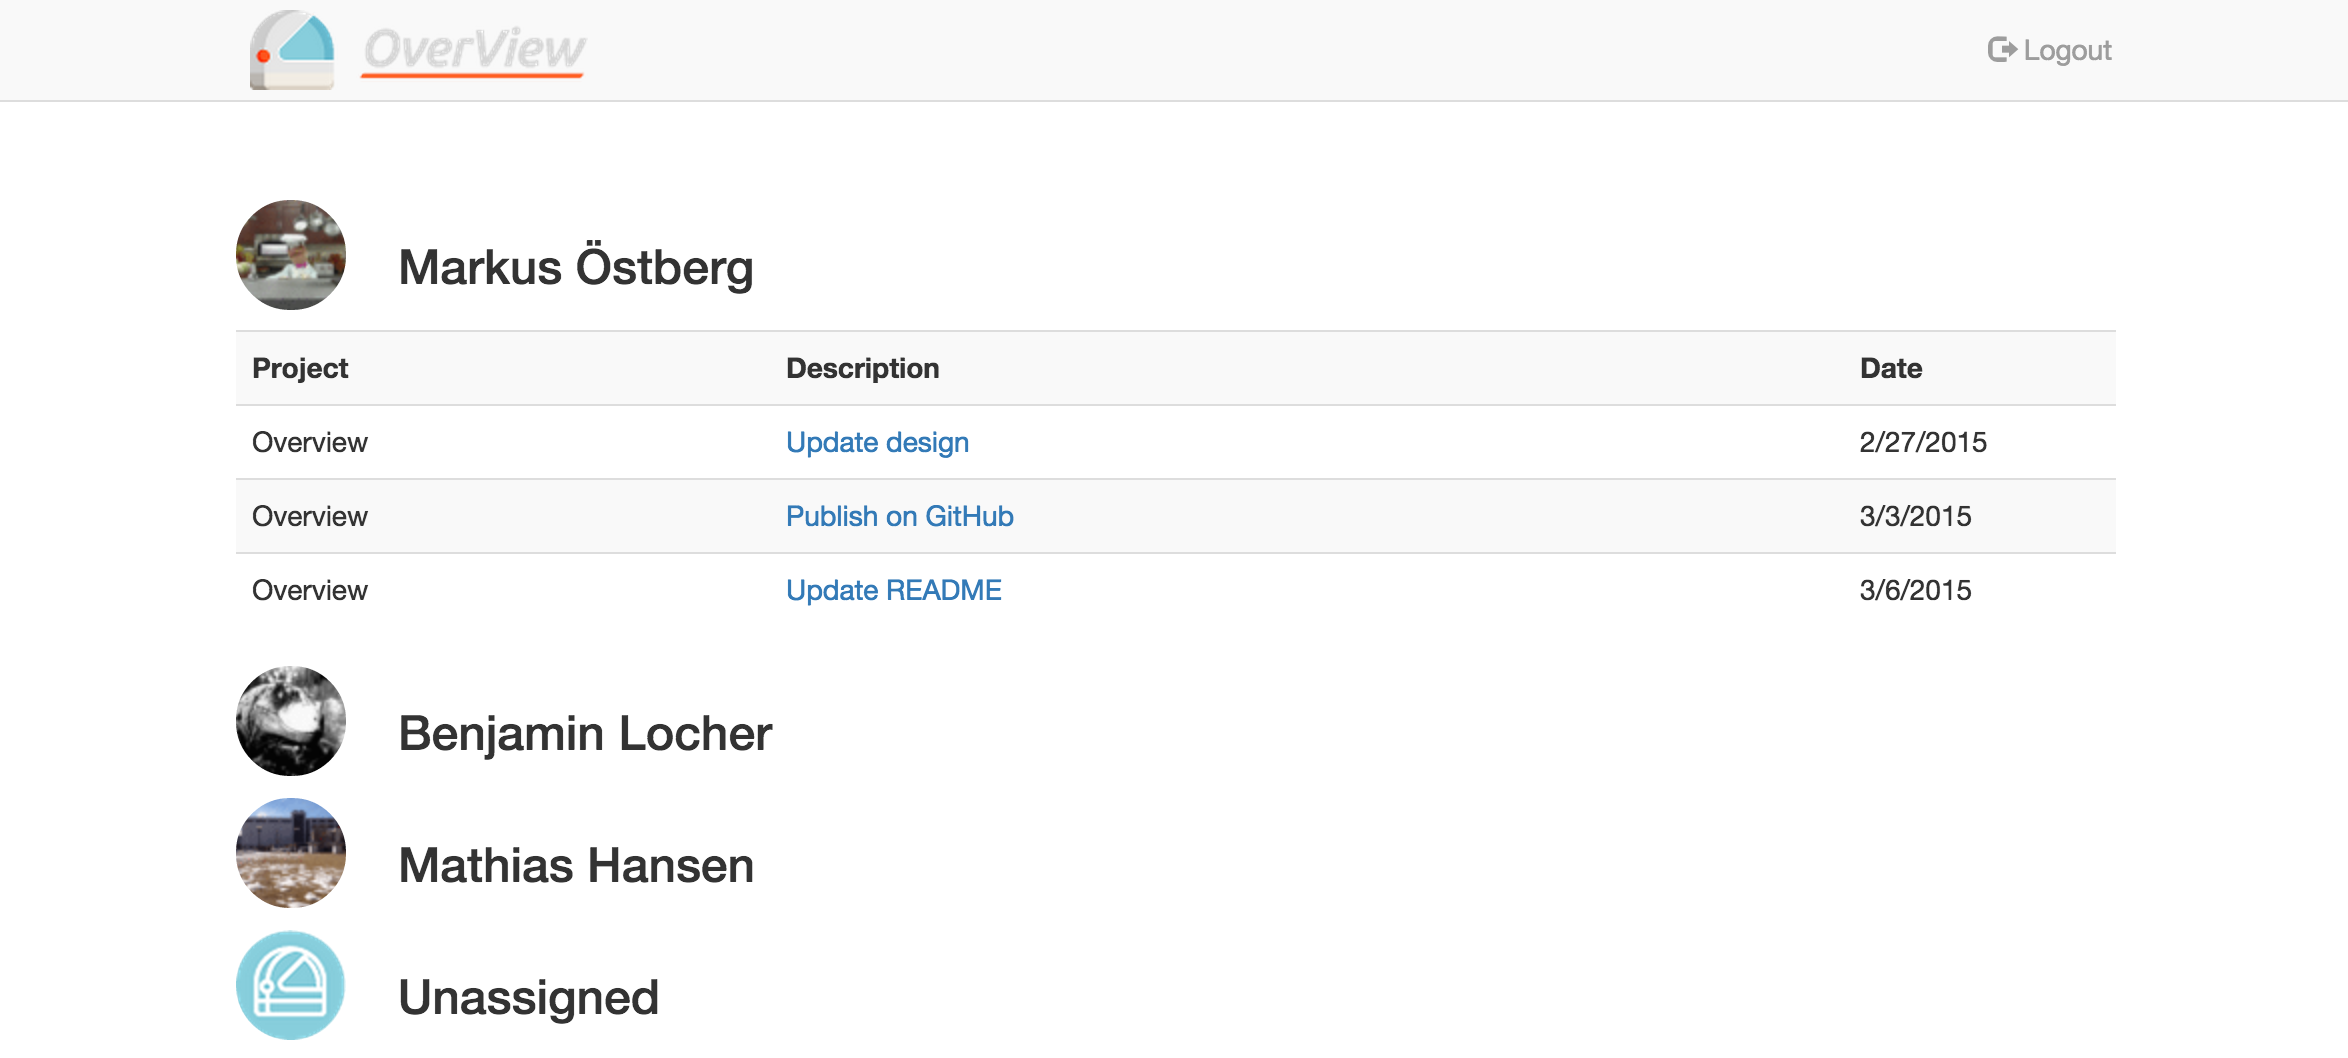 OverView
Logout
Markus Östberg
Project Description Date
Overview Update design 2/27/2015
Overview Publish on GitHub 3/3/2015
Overview Update README 3/6/2015
Benjamin Locher
Mathias Hansen
Unassigned